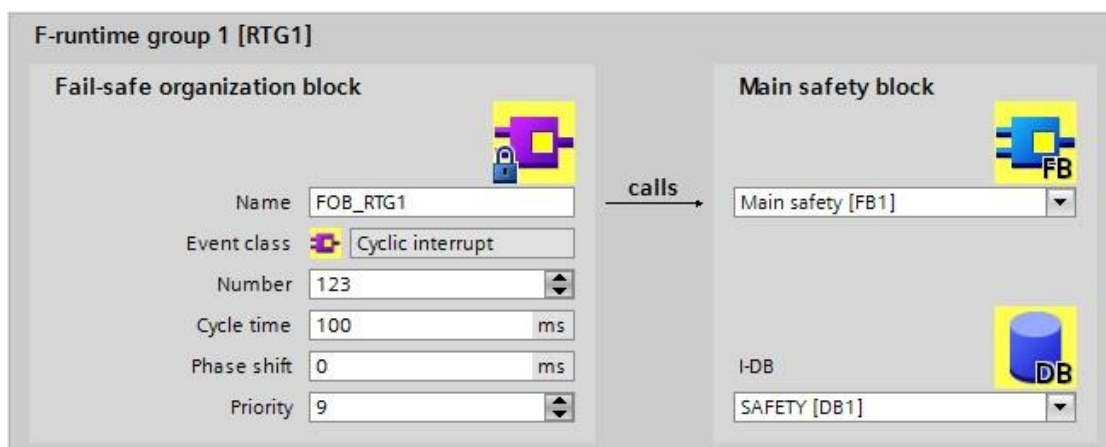 F-runtime group 1 [RTG1]
Fail-safe organization block
Name FOB_RTG1
Event class Cyclic interrupt
Number 123
Cycle time 100 ms
Phase shift 0 ms
Priority 9
calls
Main safety block
FB
Main safety [FB1]
I-DB
DB
SAFETY [DB1]